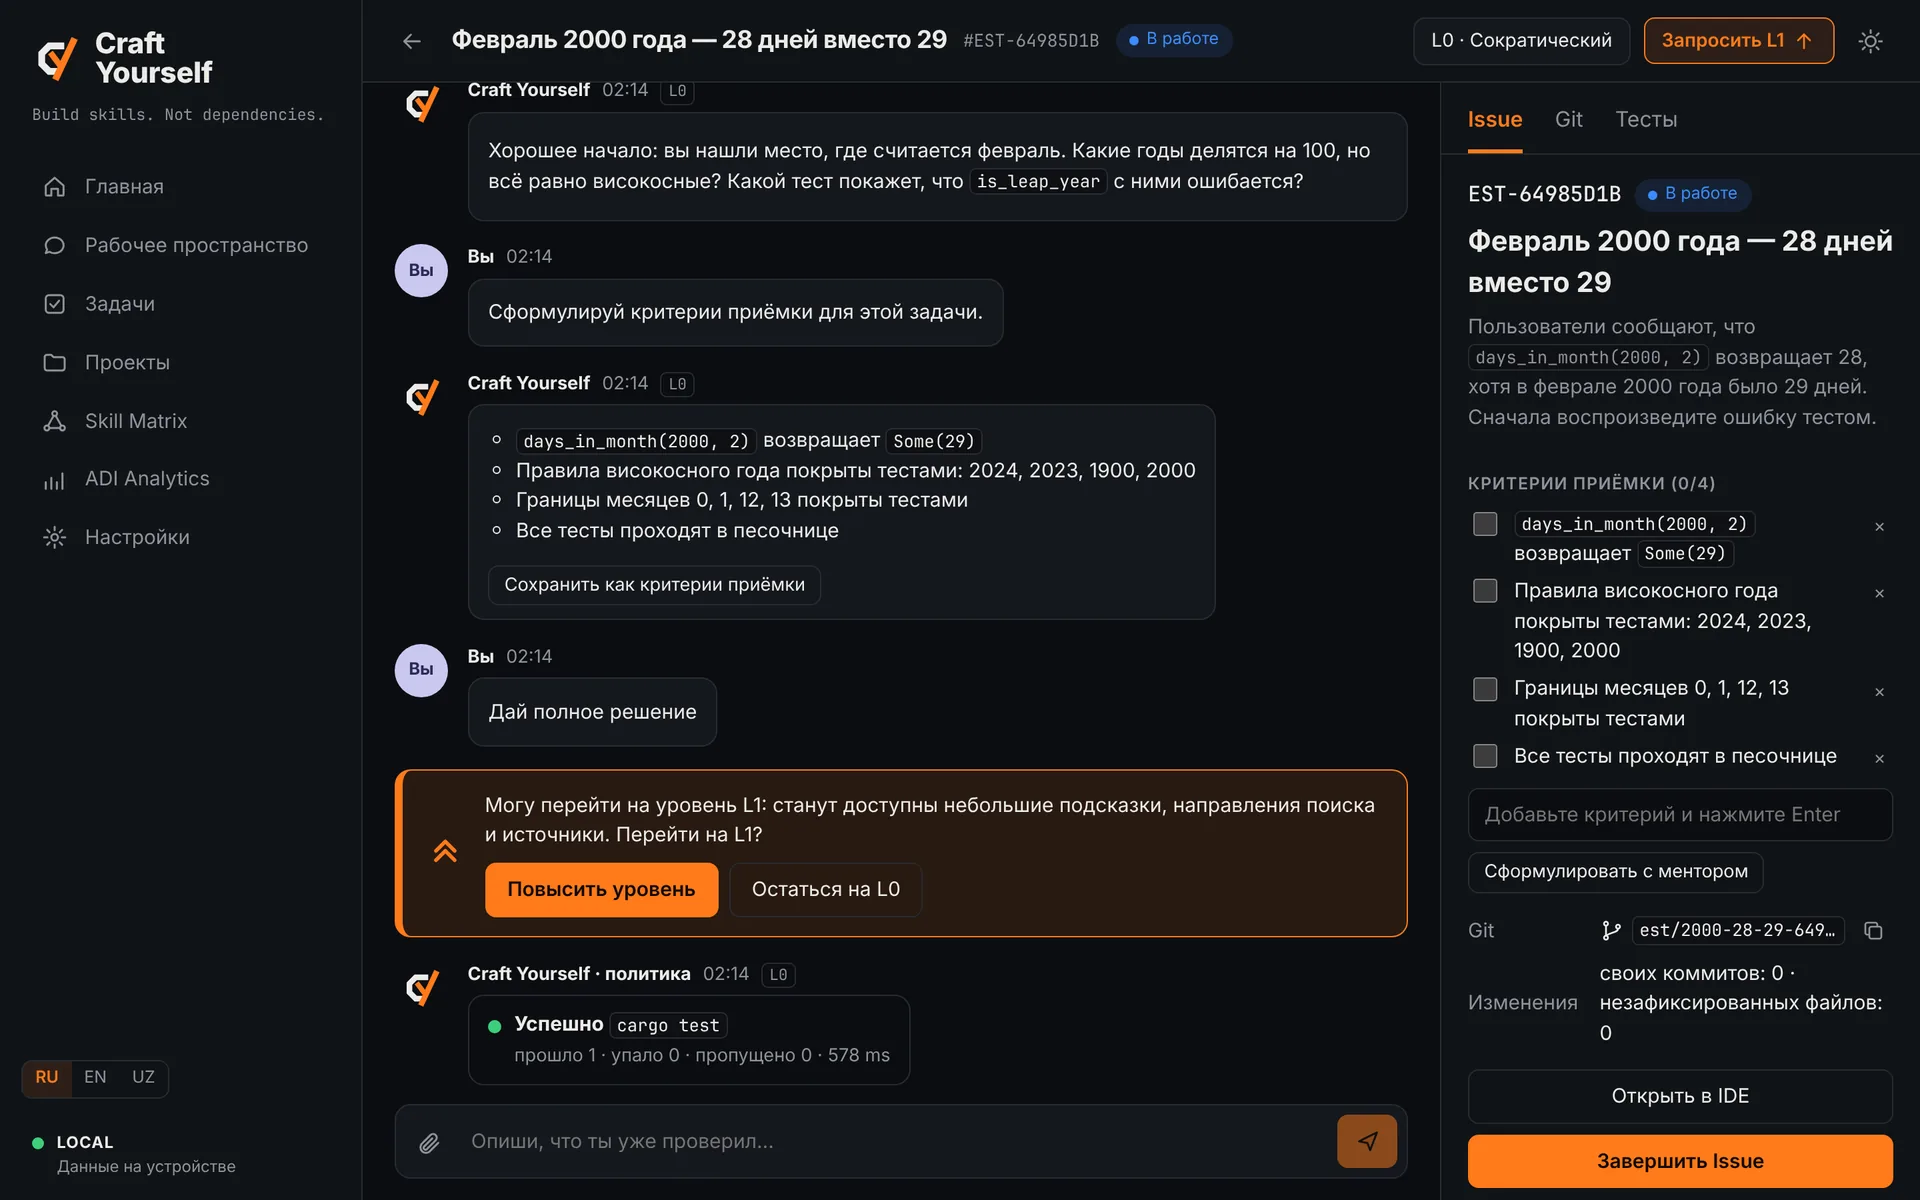 Craft
Yourself
Build skills. Not dependencies.
Главная
Рабочее пространство
Задачи
Проекты
Skill Matrix
ADI Analytics
Настройки
RU EN UZ
LOCAL
Данные на устройстве
Февраль 2000 года — 28 дней вместо 29 #EST-64985D1B В работе
L0 · Сократический
Запросить L1 ↑
Craft Yourself 02:14 L0
Хорошее начало: вы нашли место, где считается февраль. Какие годы делятся на 100, но
всё равно високосные? Какой тест покажет, что is_leap_year с ними ошибается?
Вы
Вы 02:14
Сформулируй критерии приёмки для этой задачи.
Craft Yourself 02:14 L0
days_in_month(2000, 2) возвращает Some(29)
Правила високосного года покрыты тестами: 2024, 2023, 1900, 2000
Границы месяцев 0, 1, 12, 13 покрыты тестами
Все тесты проходят в песочнице
Сохранить как критерии приёмки
Вы
Вы 02:14
Дай полное решение
Могу перейти на уровень L1: станут доступны небольшие подсказки, направления поиска
и источники. Перейти на L1?
Повысить уровень
Остаться на L0
Craft Yourself · политика 02:14 L0
Успешно cargo test
прошло 1 · упало 0 · пропущено 0 · 578 ms
Опиши, что ты уже проверил...
Issue Git Тесты
EST-64985D1B В работе
Февраль 2000 года — 28 дней
вместо 29
Пользователи сообщают, что
days_in_month(2000, 2) возвращает 28,
хотя в феврале 2000 года было 29 дней.
Сначала воспроизведите ошибку тестом.
КРИТЕРИИ ПРИЁМКИ (0/4)
days_in_month(2000, 2) ×
возвращает Some(29)
Правила високосного года ×
покрыты тестами: 2024, 2023,
1900, 2000
Границы месяцев 0, 1, 12, 13 ×
покрыты тестами
Все тесты проходят в песочнице ×
Добавьте критерий и нажмите Enter
Сформулировать с ментором
Git est/2000-28-29-649…
своих коммитов: 0 ·
Изменения незафиксированных файлов:
0
Открыть в IDE
Завершить Issue